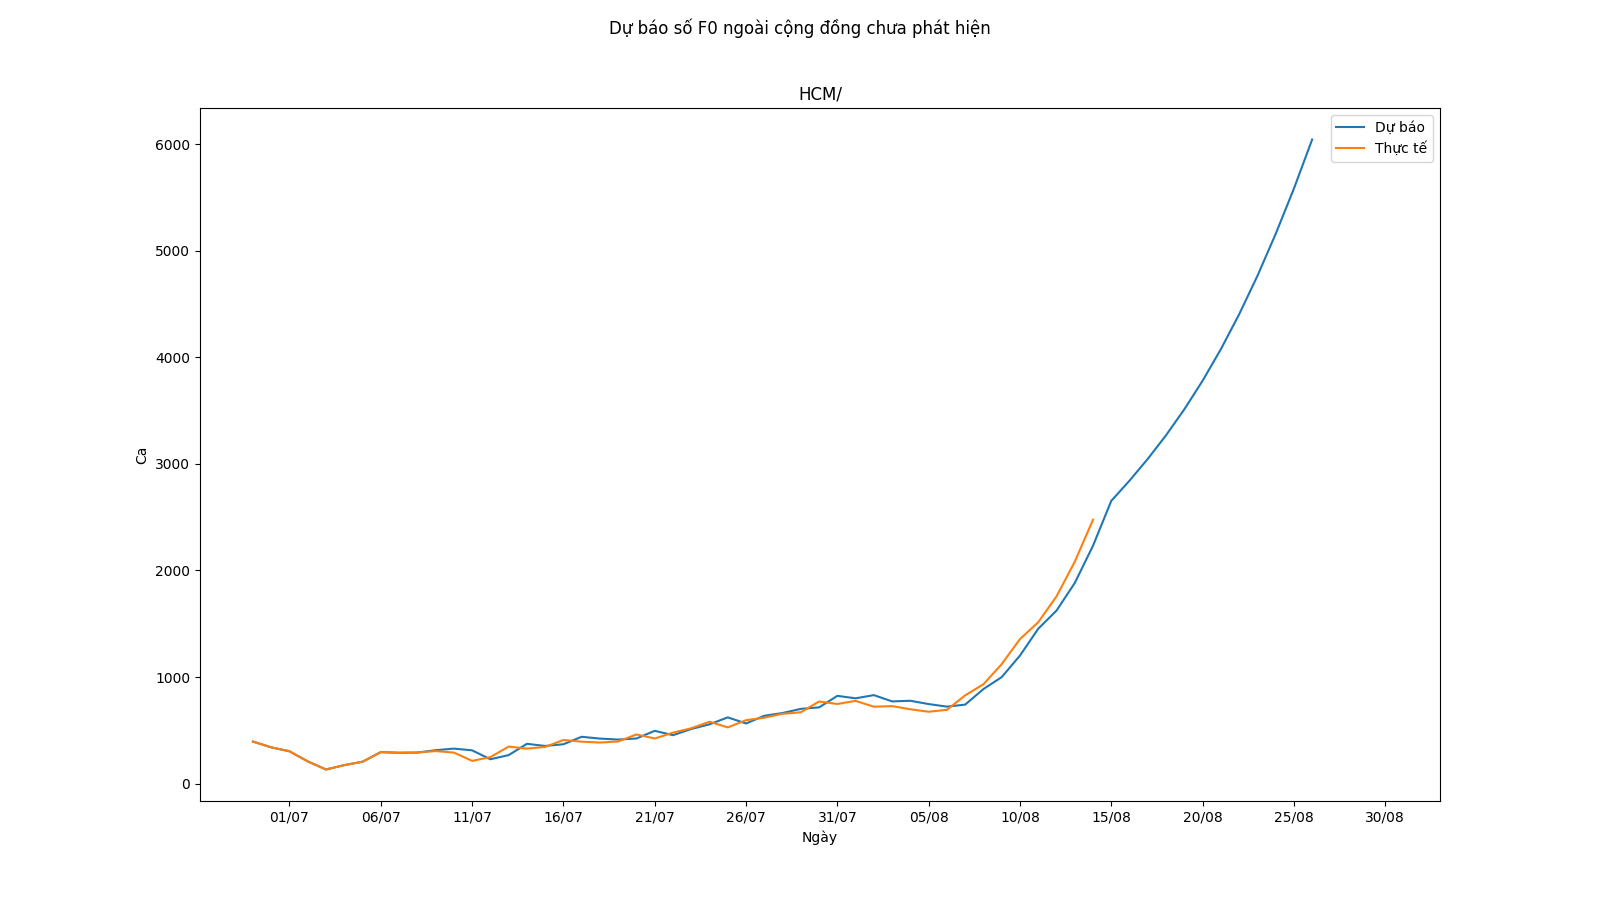 Dự báo số F0 ngoài cộng đồng chưa phát hiện
HCM/
Dự báo
Thực tế
6000
5000
4000
3000
2000
1000
0
Ca
01/07 06/07 11/07 16/07 21/07 26/07 31/07 05/08 10/08 15/08 20/08 25/08 30/08
Ngày